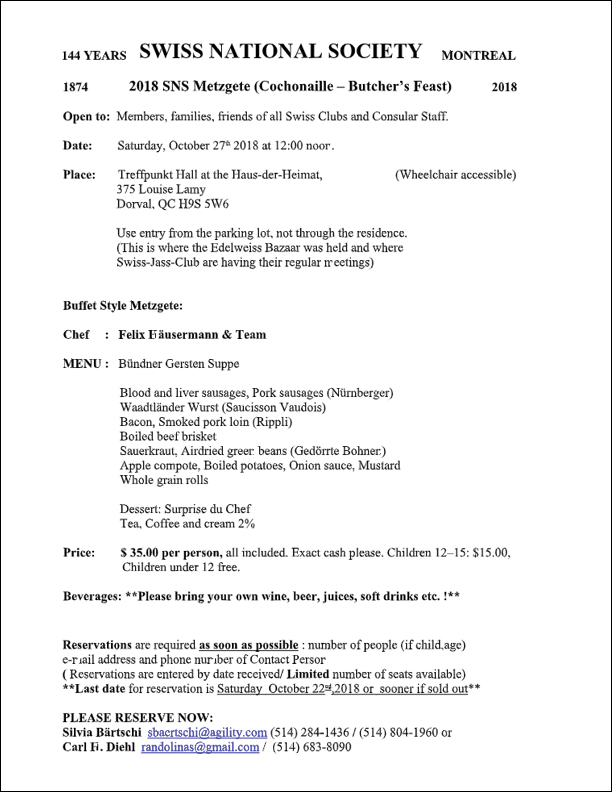 144 YEARS SWISS NATIONAL SOCIETY MONTREAL
1874 2018 SNS Metzgete (Cochonaille – Butcher's Feast) 2018
Open to: Members, families, friends of all Swiss Clubs and Consular Staff.
Date: Saturday, October 27th 2018 at 12:00 noon.
Place: Treffpunkt Hall at the Haus-der-Heimat, (Wheelchair accessible)
375 Louise Lamy
Dorval, QC H9S 5W6
Use entry from the parking lot, not through the residence.
(This is where the Edelweiss Bazaar was held and where
Swiss-Jass-Club are having their regular meetings)
Buffet Style Metzgete:
Chef : Felix Häusermann & Team
MENU : Bündner Gersten Suppe
Blood and liver sausages, Pork sausages (Nürnberger)
Waadtländer Wurst (Saucisson Vaudois)
Bacon, Smoked pork loin (Rippli)
Boiled beef brisket
Sauerkraut, Airdried green beans (Gedörrte Bohnen)
Apple compote, Boiled potatoes, Onion sauce, Mustard
Whole grain rolls
Dessert: Surprise du Chef
Tea, Coffee and cream 2%
Price: $ 35.00 per person, all included. Exact cash please. Children 12–15: $15.00,
Children under 12 free.
Beverages: **Please bring your own wine, beer, juices, soft drinks etc. !**
Reservations are required as soon as possible : number of people (if child,age)
e-mail address and phone number of Contact Person
( Reservations are entered by date received/ Limited number of seats available)
**Last date for reservation is Saturday October 22nd,2018 or sooner if sold out**
PLEASE RESERVE NOW:
Silvia Bärtschi sbaertschi@agility.com (514) 284-1436 / (514) 804-1960 or
Carl H. Diehl randolinas@gmail.com / (514) 683-8090